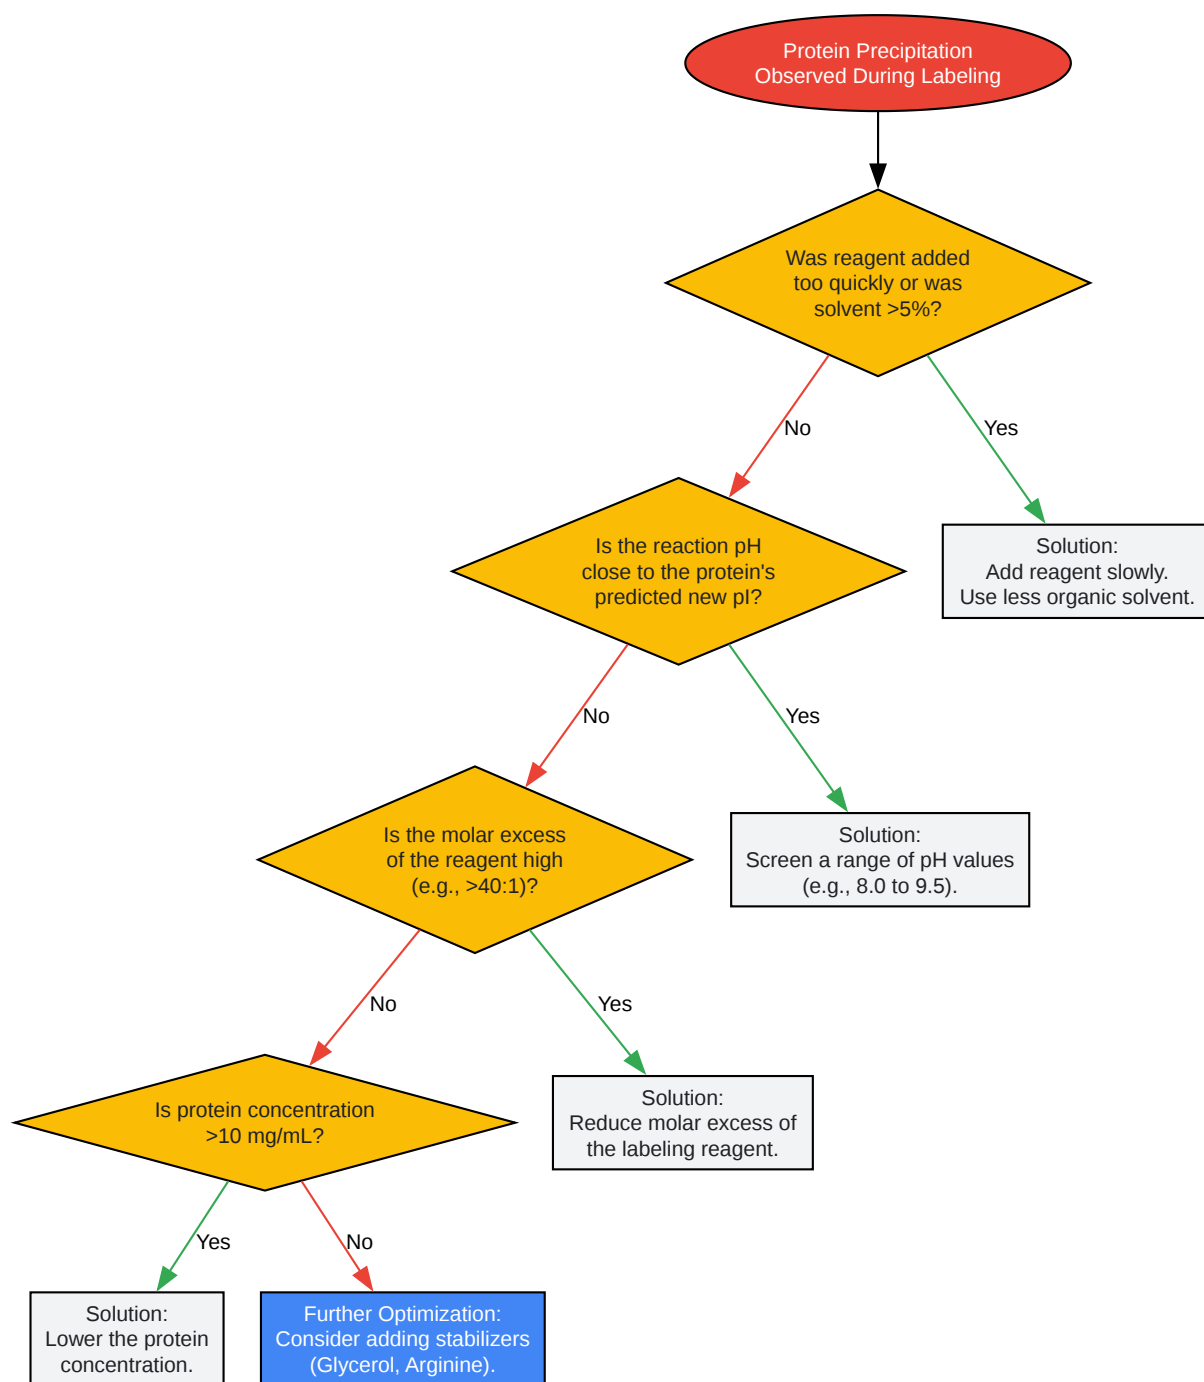 Protein Precipitation
Observed During Labeling
Was reagent added
too quickly or was
solvent >5%?
No
Yes
Is the reaction pH
close to the protein's
predicted new pI?
Solution:
Add reagent slowly.
Use less organic solvent.
No
Yes
Is the molar excess
of the reagent high
(e.g., >40:1)?
Solution:
Screen a range of pH values
(e.g., 8.0 to 9.5).
No
Yes
Is protein concentration
>10 mg/mL?
Solution:
Reduce molar excess of
the labeling reagent.
Yes
No
Solution:
Lower the protein
concentration.
Further Optimization:
Consider adding stabilizers
(Glycerol, Arginine).